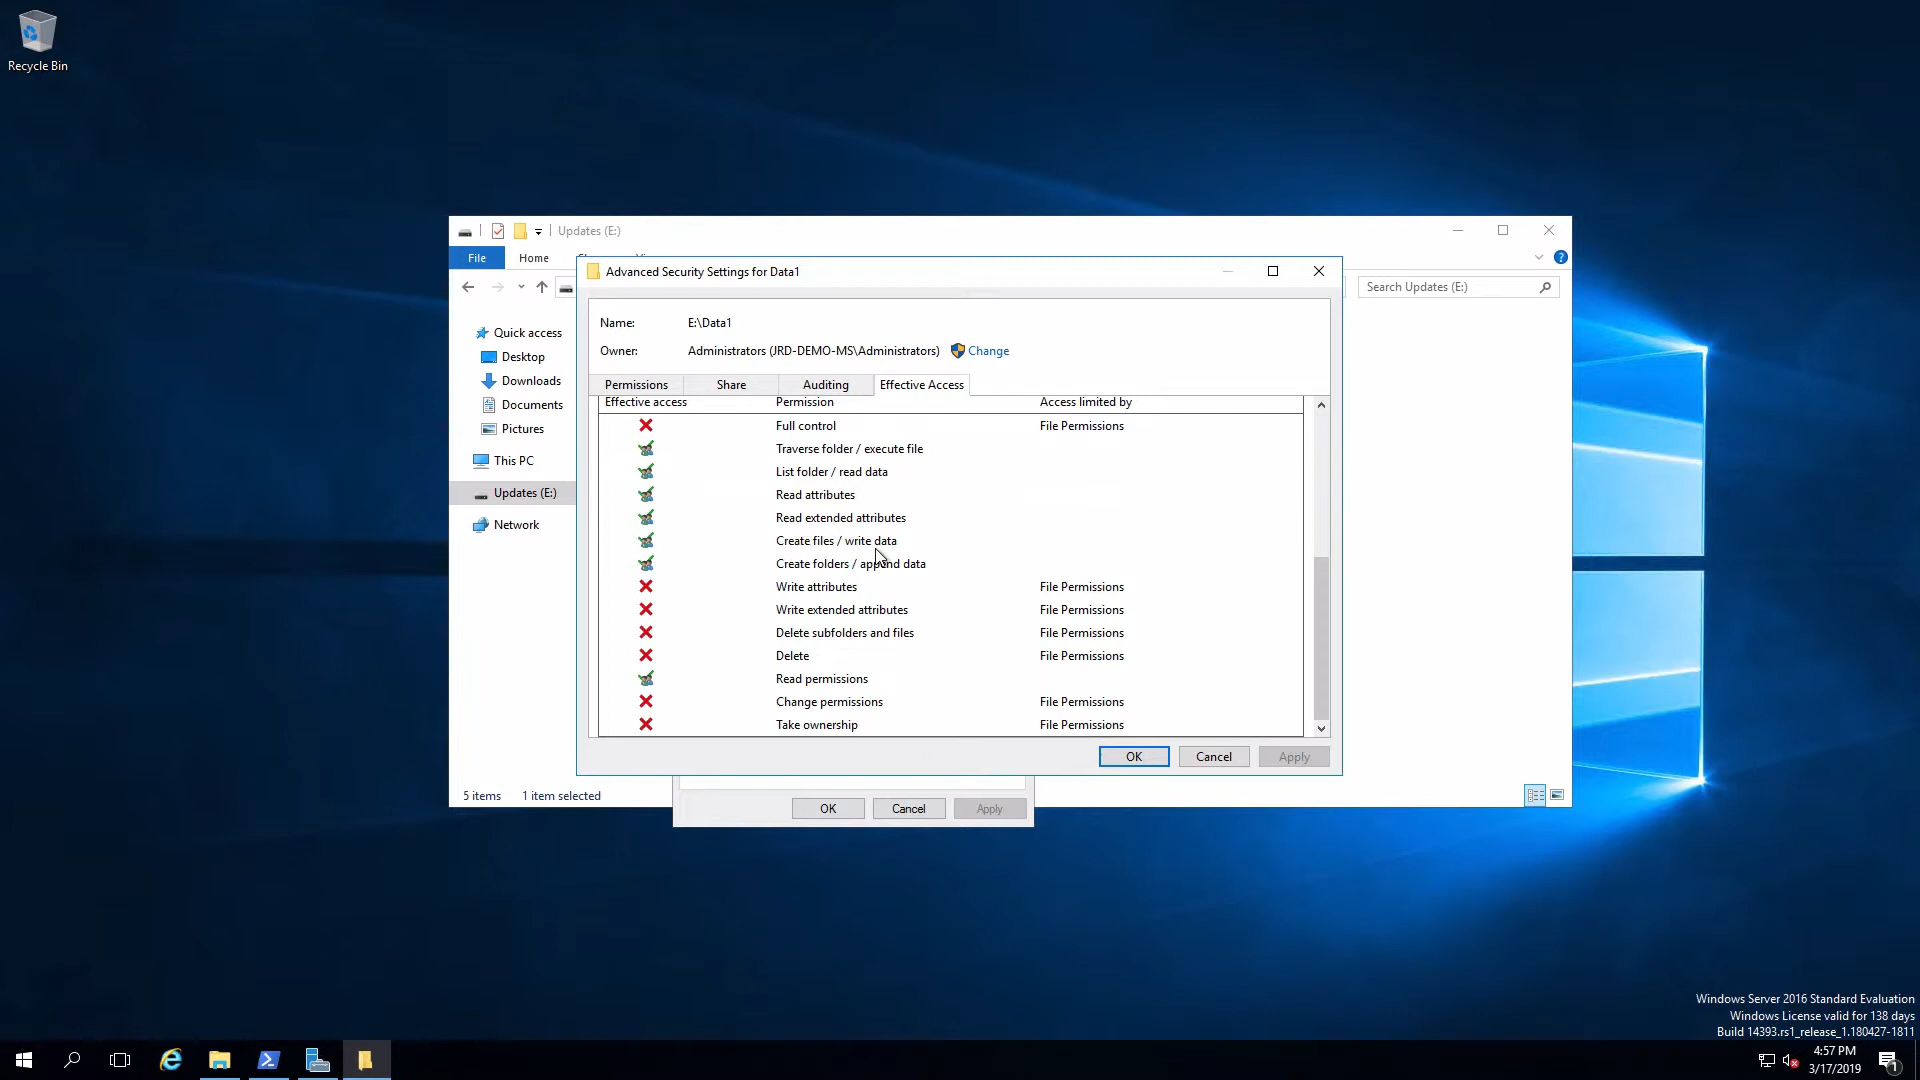 Recycle Bin
Updates (E:)
File
Home
Advanced Security Settings for Data1
Search Updates (E:)
Name: E:\Data1
Owner: Administrators (JRD-DEMO-MS\Administrators) Change
Permissions Share Auditing Effective Access
Effective access Permission Access limited by
Full control File Permissions
Traverse folder / execute file
List folder / read data
Read attributes
Read extended attributes
Create files / write data
Create folders / append data
Write attributes File Permissions
Write extended attributes File Permissions
Delete subfolders and files File Permissions
Delete File Permissions
Read permissions
Change permissions File Permissions
Take ownership File Permissions
OK Cancel Apply
Quick access
Desktop
Downloads
Documents
Pictures
This PC
Updates (E:)
Network
5 items 1 item selected
OK Cancel Apply
Windows Server 2016 Standard Evaluation
Windows License valid for 138 days
Build 14393.rs1_release_1.180427-1811
4:57 PM
3/17/2019
1